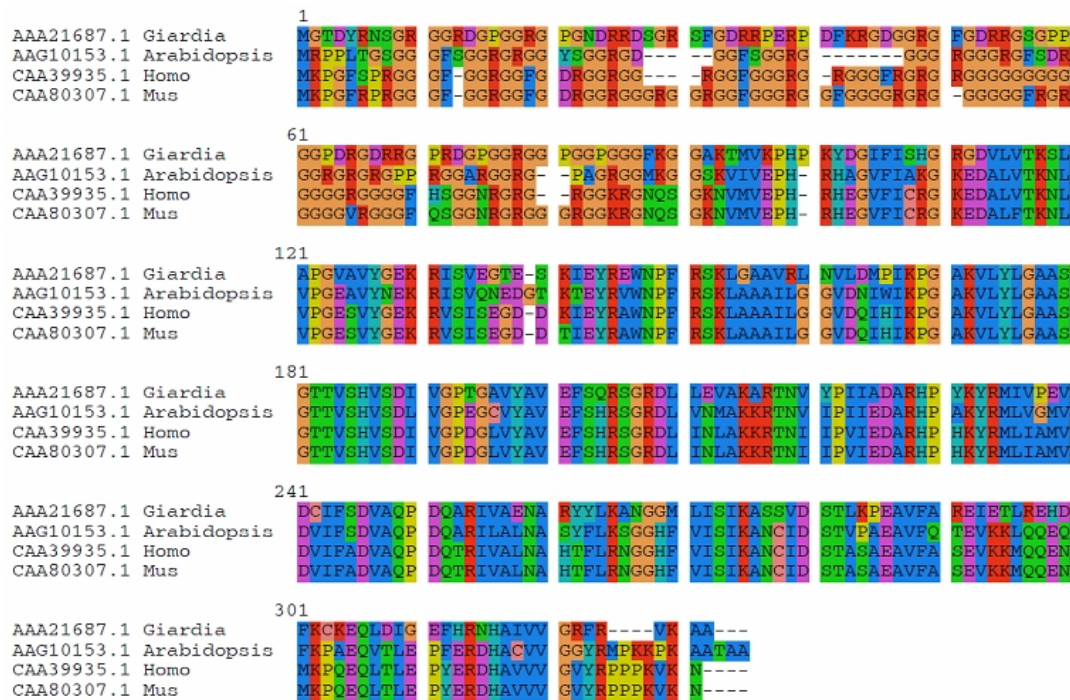 1
AAA21687.1 Giardia MGTDYRNSGR GGRDGPGGRG PGNDRRDSGR SFGDRRPERP DFKRGDGGRG FGDRRGSGPP
AAG10153.1 Arabidopsis MRPPLTGSGG GFSGGRGRGG YSGGRGD--- --GGFSGGRG -------GGG RGGGRGFSDR
CAA39935.1 Homo MKPGFSPRGG GF-GGRGGFG DRGGRGG--- --RGGFGGGRG RGGGFRGRG RGGGGGGGGG
CAA80307.1 Mus MKPGFRPRGG GF-GGRGGFG DRGGRGGGRG GRGGFGGGRG GFGGGGRGRG -GGGGGFRGR
61
AAA21687.1 Giardia GGPDRGDRRG PRDGPGGRGG PGGPGGGFKG GAKTMVKPHP KYDGIFISHG RGDVLVTKSL
AAG10153.1 Arabidopsis GGRGRGRGPP RGGARGGRG- -PAGRGGMKG GSKVIVEPH- RHAGVFIAKG KEDALVTKNL
CAA39935.1 Homo GGGGRGGGGF HSGGNRGRG- -RGGKRGNQS GKNVMVEPH- RHEGVFICRG KEDALVTKNL
CAA80307.1 Mus GGGGVRGGGF QSGGNRGRGG GRGGKRGNQS GKNVMVEPH- RHEGVFICRG KEDALFTKNL
121
AAA21687.1 Giardia APGVAVYGEK RISVEGTE-S KIEYREWNPF RSKLGAAVRL NVLDMPIKPG AKVLYLGAAS
AAG10153.1 Arabidopsis VPGEAVYNEK RISVQNEDGT KTEYRVWNPF RSKLAAAILG GVDNIWIKPG AKVLYLGAAS
CAA39935.1 Homo VPGESVYGEK RVSISEGD-D KIEYRAWNPF RSKLAAAILG GVDQIHIKPG AKVLYLGAAS
CAA80307.1 Mus VPGESVYGEK RVSISEGD-D TIEYRAWNPF RSKLAAAILG GVDQIHIKPG AKVLYLGAAS
181
AAA21687.1 Giardia GTTVSHVSDI VGPTGAVYAV EFSQRSGRDL LEVAKARTNV YPIIADARHP YKYRMIVPEV
AAG10153.1 Arabidopsis GTTVSHVSDL VGPEGCVYAV EFSHRSGRDL VNMAKKRTNV IPIIEDARHP AKYRMLVGMV
CAA39935.1 Homo GTTVSHVSDI VGPDGLVYAV EFSHRSGRDL INLAKKRTNI IPVIEDARHP HKYRMLIAMV
CAA80307.1 Mus GTTVSHVSDI VGPDGLVYAV EFSHRSGRDL INLAKKRTNI IPVIEDARHP HKYRMLIAMV
241
AAA21687.1 Giardia DCIFSDVAQP DQARIVAENA RYYLKANGGM LISIKASSVD STLKPEAVFA REIETLREHD
AAG10153.1 Arabidopsis DVIFSDVAQP DQARILALNA SYFLKSGGHF VISIKANCID STVPAEAVFQ TEVKKLQQEQ
CAA39935.1 Homo DVIFADVAQP DQTRIVALNA HTFLRNGGHF VISIKANCID STASAEAVFA SEVKKMQQEN
CAA80307.1 Mus DVIFADVAQP DQTRIVALNA HTFLRNGGHF VISIKANCID STASAEAVFA SEVKKMQQEN
301
AAA21687.1 Giardia FKCKEQLDIG EFHRNHAIVV GRFR----VK AA---
AAG10153.1 Arabidopsis FKPAEQVTLE PFERDHACVV GGYRMPKKPK AATAA
CAA39935.1 Homo MKPQEQLTLE PYERDHAVVV GVYRPPPKVK N----
CAA80307.1 Mus MKPQEQLTLE PYERDHAVVV GVYRPPPKVK N----